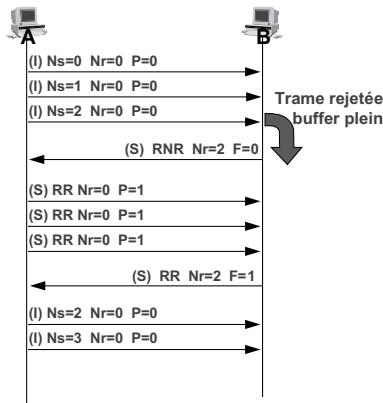 A B
(I) Ns=0 Nr=0 P=0
(I) Ns=1 Nr=0 P=0
Trame rejetée
(I) Ns=2 Nr=0 P=0
buffer plein
(S) RNR Nr=2 F=0
(S) RR Nr=0 P=1
(S) RR Nr=0 P=1
(S) RR Nr=0 P=1
(S) RR Nr=2 F=1
(I) Ns=2 Nr=0 P=0
(I) Ns=3 Nr=0 P=0